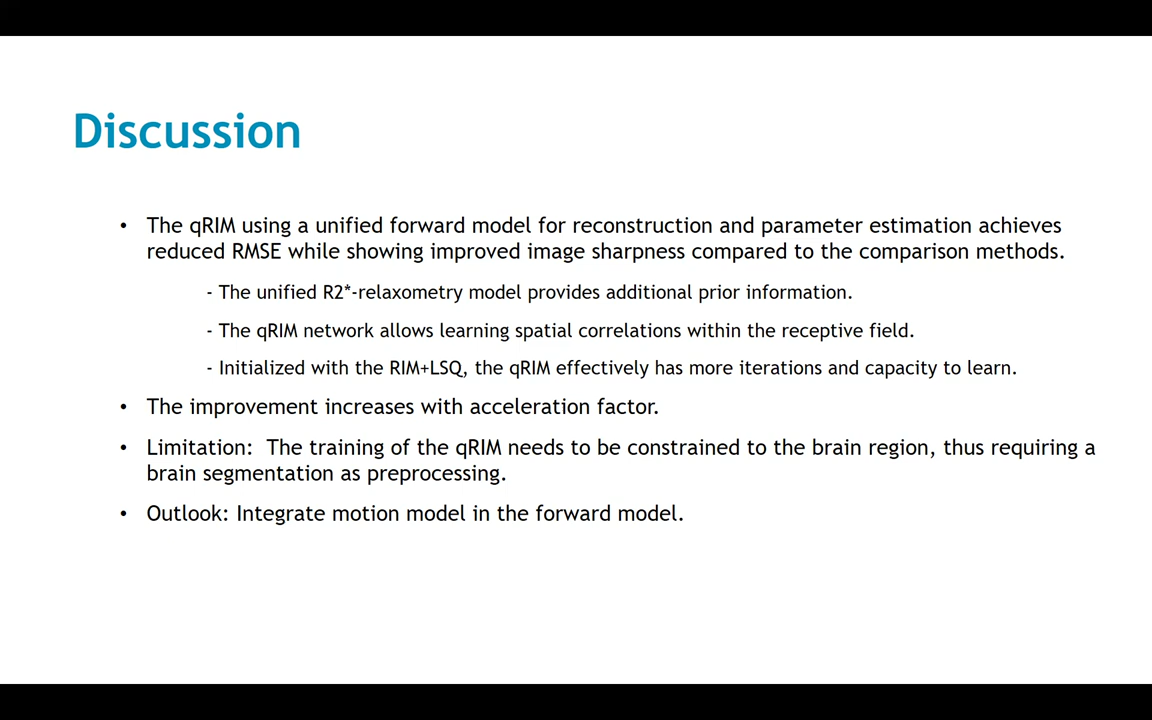 Discussion
• The qRIM using a unified forward model for reconstruction and parameter estimation achieves
reduced RMSE while showing improved image sharpness compared to the comparison methods.
- The unified R2*-relaxometry model provides additional prior information.
- The qRIM network allows learning spatial correlations within the receptive field.
- Initialized with the RIM+LSQ, the qRIM effectively has more iterations and capacity to learn.
• The improvement increases with acceleration factor.
• Limitation:  The training of the qRIM needs to be constrained to the brain region, thus requiring a
brain segmentation as preprocessing.
• Outlook: Integrate motion model in the forward model.